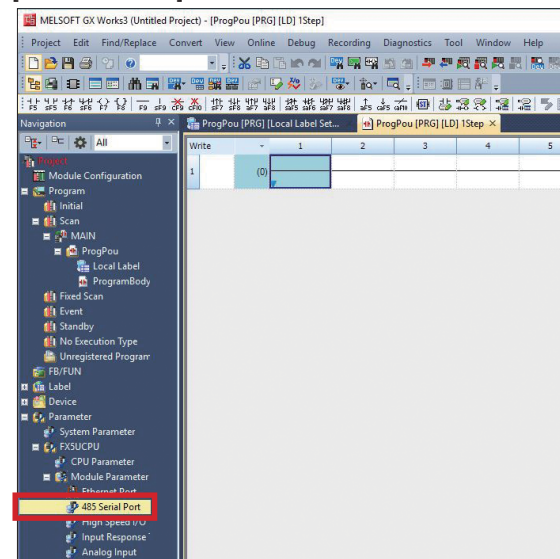 MELSOFT GX Works3 (Untitled Project) - [ProgPou [PRG] [LD] 1Step]
Project Edit Find/Replace Convert View Online Debug Recording Diagnostics Tool Window Help
Navigation
ProgPou [PRG] [Local Label Set...
ProgPou [PRG] [LD] 1Step
All
Write 1 2 3 4 5
1 (0)
Project
Module Configuration
Program
Initial
Scan
MAIN
ProgPou
Local Label
ProgramBody
Fixed Scan
Event
Standby
No Execution Type
Unregistered Program
FB/FUN
Label
Device
Parameter
System Parameter
FX5UCPU
CPU Parameter
Module Parameter
Ethernet Port
485 Serial Port
High Speed I/O
Input Response
Analog Input